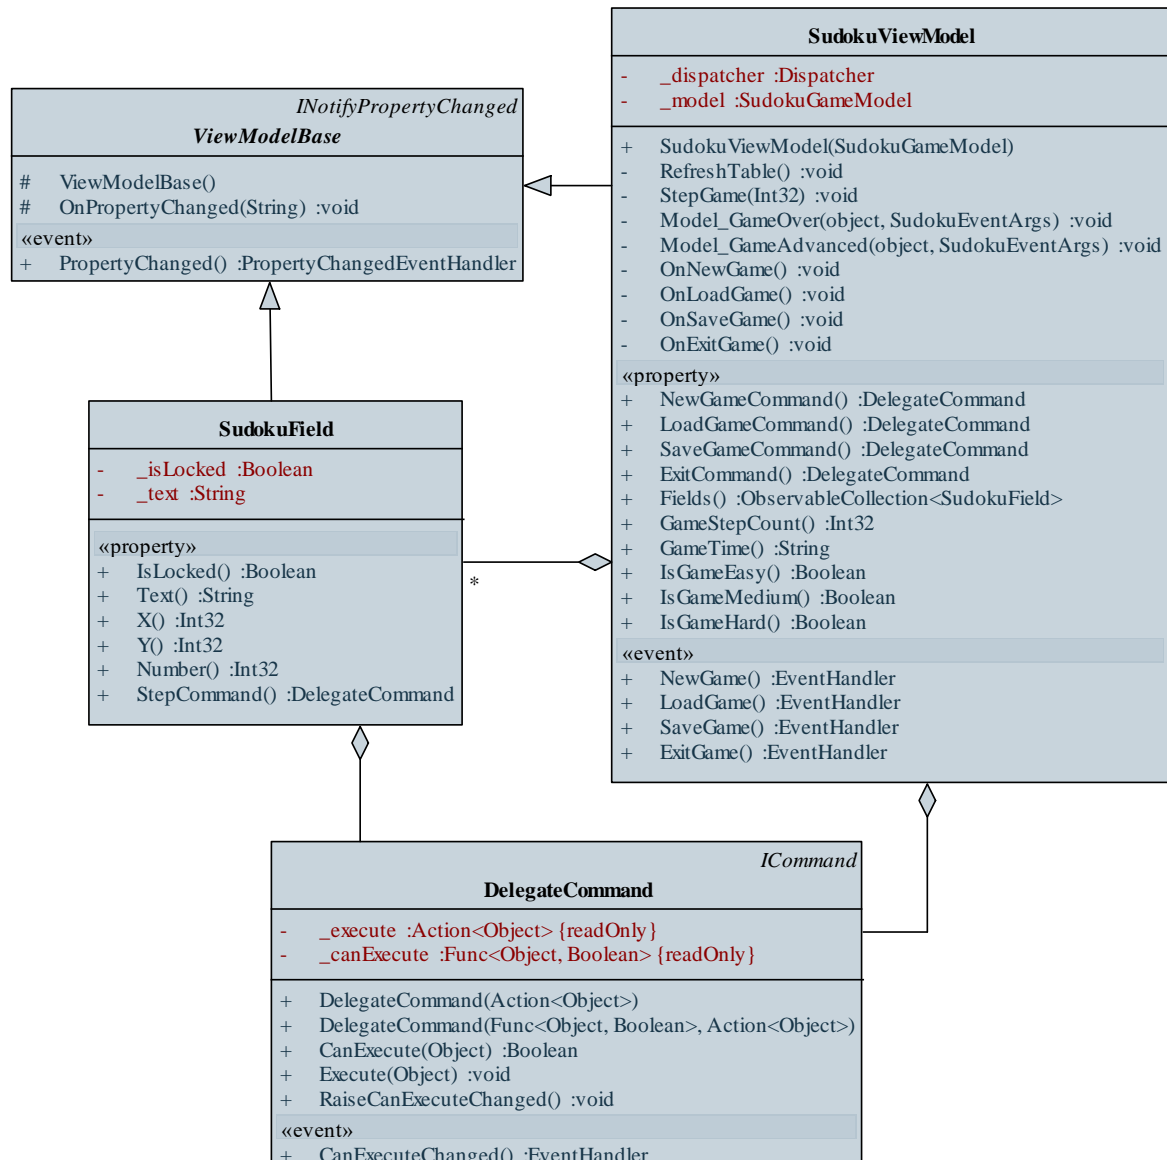 INotifyPropertyChanged
ViewModelBase
# ViewModelBase()
# OnPropertyChanged(String) :void
«event»
+ PropertyChanged() :PropertyChangedEventHandler
SudokuViewModel
- _dispatcher :Dispatcher
- _model :SudokuGameModel
+ SudokuViewModel(SudokuGameModel)
- RefreshTable() :void
- StepGame(Int32) :void
- Model_GameOver(object, SudokuEventArgs) :void
- Model_GameAdvanced(object, SudokuEventArgs) :void
- OnNewGame() :void
- OnLoadGame() :void
- OnSaveGame() :void
- OnExitGame() :void
«property»
+ NewGameCommand() :DelegateCommand
+ LoadGameCommand() :DelegateCommand
+ SaveGameCommand() :DelegateCommand
+ ExitCommand() :DelegateCommand
+ Fields() :ObservableCollection<SudokuField>
+ GameStepCount() :Int32
+ GameTime() :String
+ IsGameEasy() :Boolean
+ IsGameMedium() :Boolean
+ IsGameHard() :Boolean
«event»
+ NewGame() :EventHandler
+ LoadGame() :EventHandler
+ SaveGame() :EventHandler
+ ExitGame() :EventHandler
SudokuField
- _isLocked :Boolean
- _text :String
«property»
+ IsLocked() :Boolean
+ Text() :String
+ X() :Int32
+ Y() :Int32
+ Number() :Int32
+ StepCommand() :DelegateCommand
*
ICommand
DelegateCommand
- _execute :Action<Object> {readOnly}
- _canExecute :Func<Object, Boolean> {readOnly}
+ DelegateCommand(Action<Object>)
+ DelegateCommand(Func<Object, Boolean>, Action<Object>)
+ CanExecute(Object) :Boolean
+ Execute(Object) :void
+ RaiseCanExecuteChanged() :void
«event»
+ CanExecuteChanged() :EventHandler